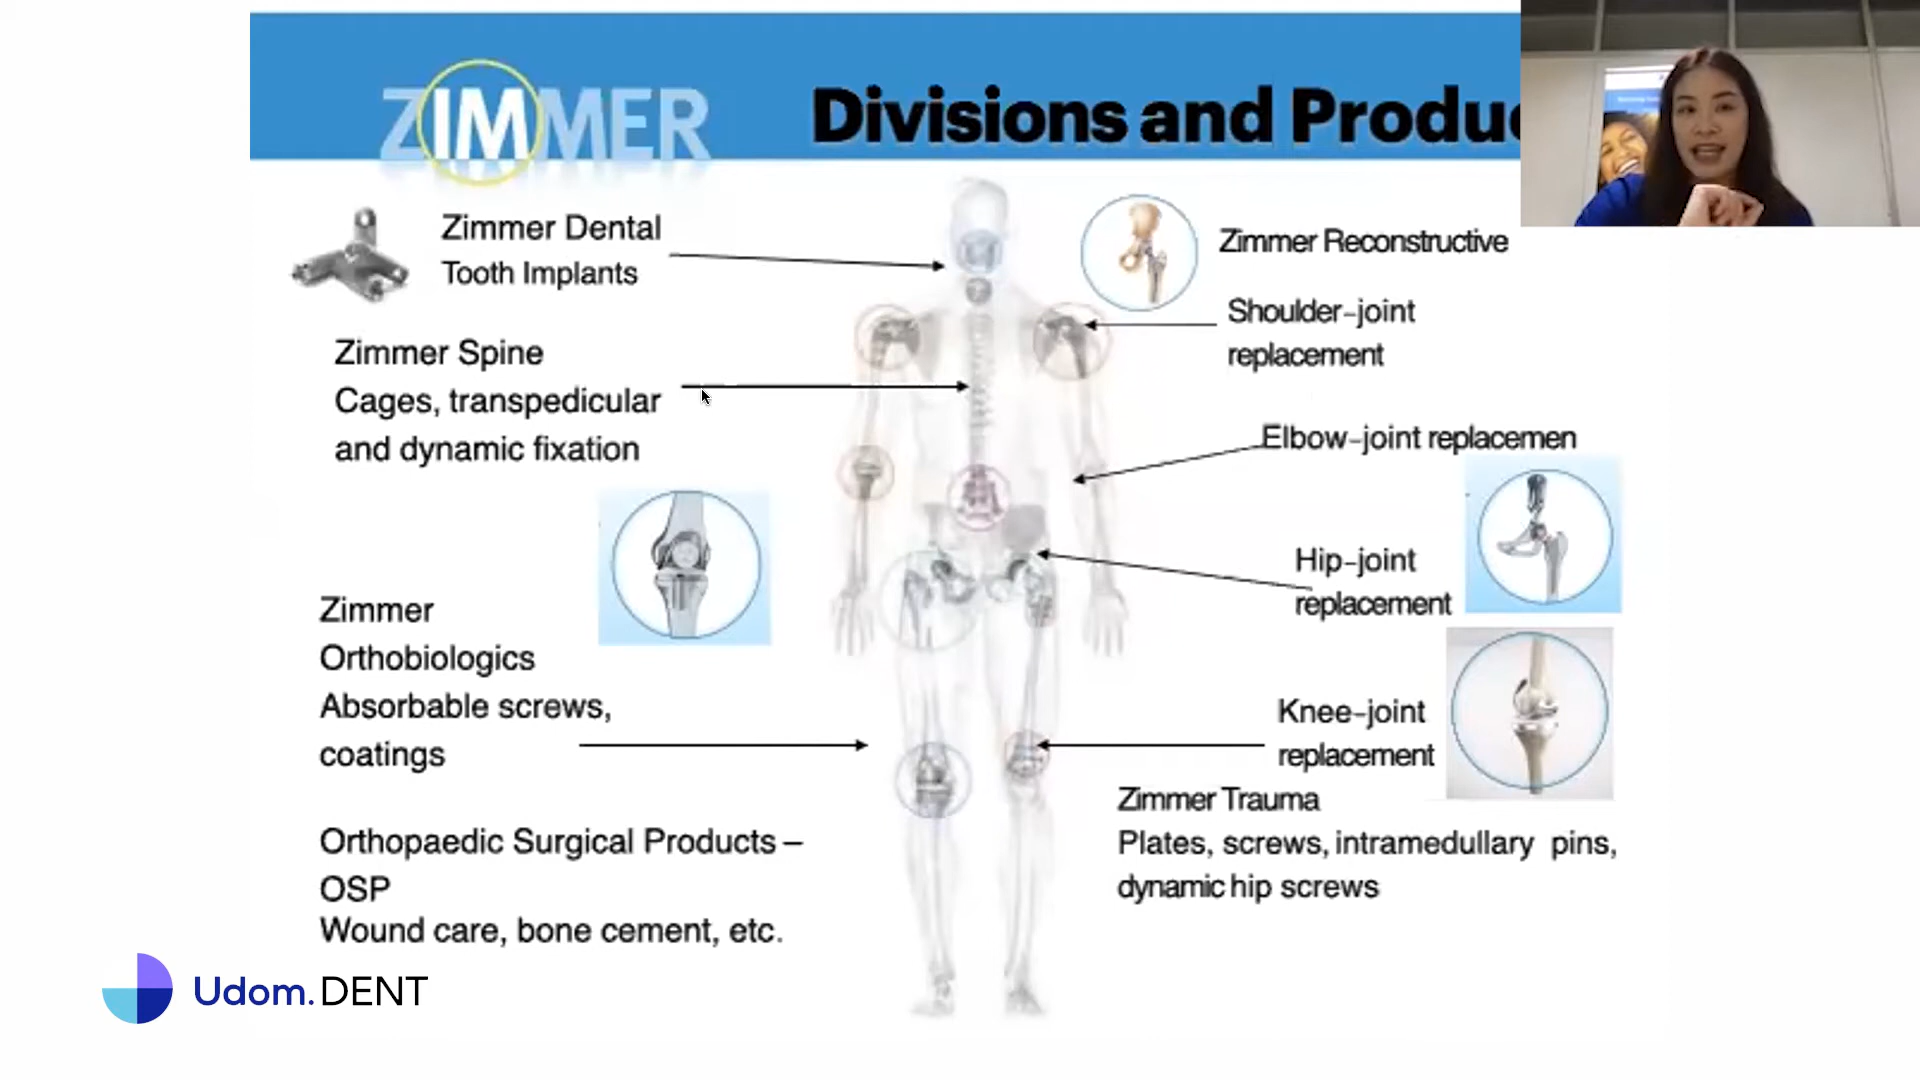 ZIMMER
Divisions and Produ
Zimmer Dental
Tooth Implants
Zimmer Reconstructive
Shoulder-joint
replacement
Zimmer Spine
Cages, transpedicular
and dynamic fixation
Elbow-joint replacemen
Hip-joint
replacement
Zimmer
Orthobiologics
Absorbable screws,
coatings
Knee-joint
replacement
Zimmer Trauma
Plates, screws, intramedullary pins,
dynamic hip screws
Orthopaedic Surgical Products –
OSP
Wound care, bone cement, etc.
Udom.DENT